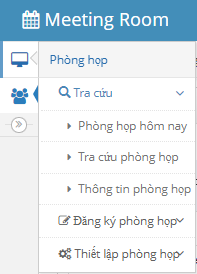 Meeting Room
Phòng họp
Tra cứu
Phòng họp hôm nay
Tra cứu phòng họp
Thông tin phòng họp
Đăng ký phòng họp
Thiết lập phòng họp